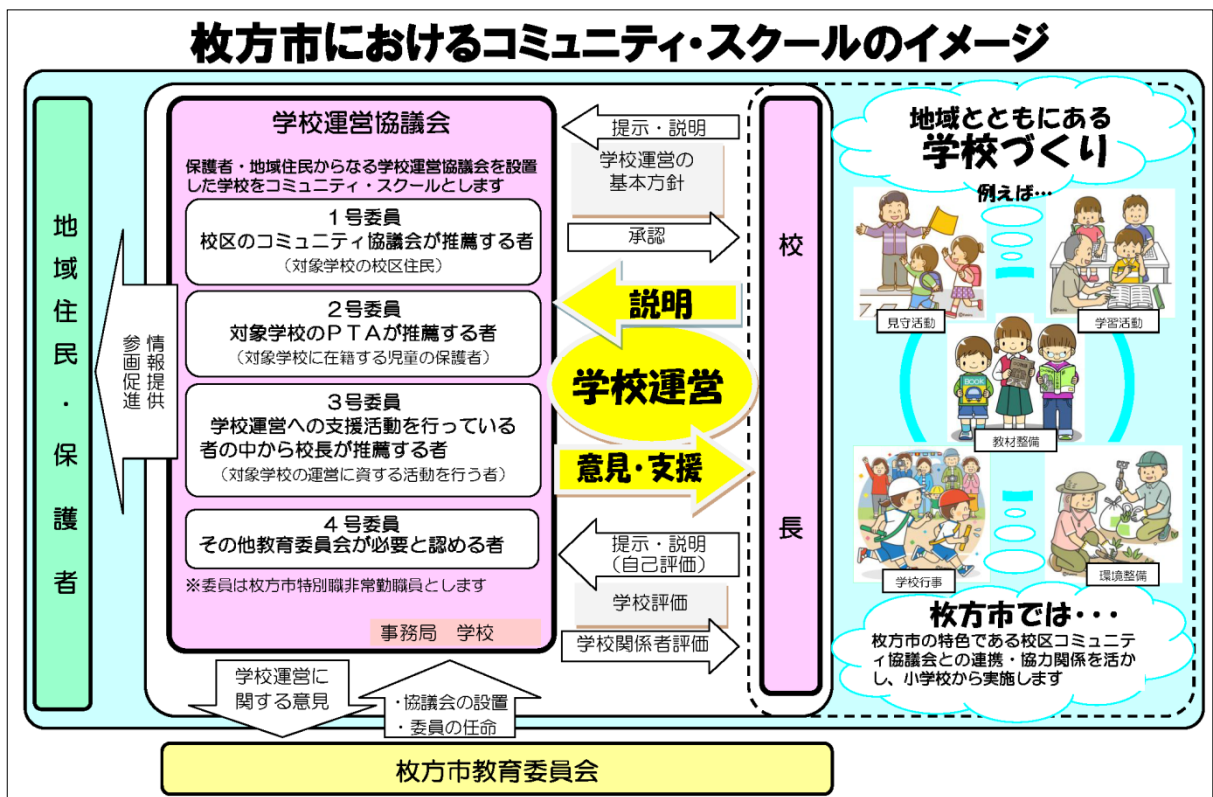 枚方市におけるコミュニティ・スクールのイメージ
地域住民・保護者
情報提供
参画促進
学校運営協議会
保護者・地域住民からなる学校運営協議会を設置
した学校をコミュニティ・スクールとします
1号委員
校区のコミュニティ協議会が推薦する者
（対象学校の校区住民）
2号委員
対象学校のPTAが推薦する者
（対象学校に在籍する児童の保護者）
3号委員
学校運営への支援活動を行っている
者の中から校長が推薦する者
（対象学校の運営に資する活動を行う者）
4号委員
その他教育委員会が必要と認める者
※委員は枚方市特別職非常勤職員とします
事務局　学校
提示・説明
学校運営の
基本方針
承認
説明
学校運営
意見・支援
提示・説明
（自己評価）
学校評価
学校関係者評価
校長
地域とともにある
学校づくり
例えば…
見守活動
学習活動
教材整備
BOOK
学校行事
環境整備
枚方市では・・・
枚方市の特色である校区コミュニテ
ィ協議会との連携・協力関係を活か
し、小学校から実施します
学校運営に
関する意見
・協議会の設置
・委員の任命
枚方市教育委員会